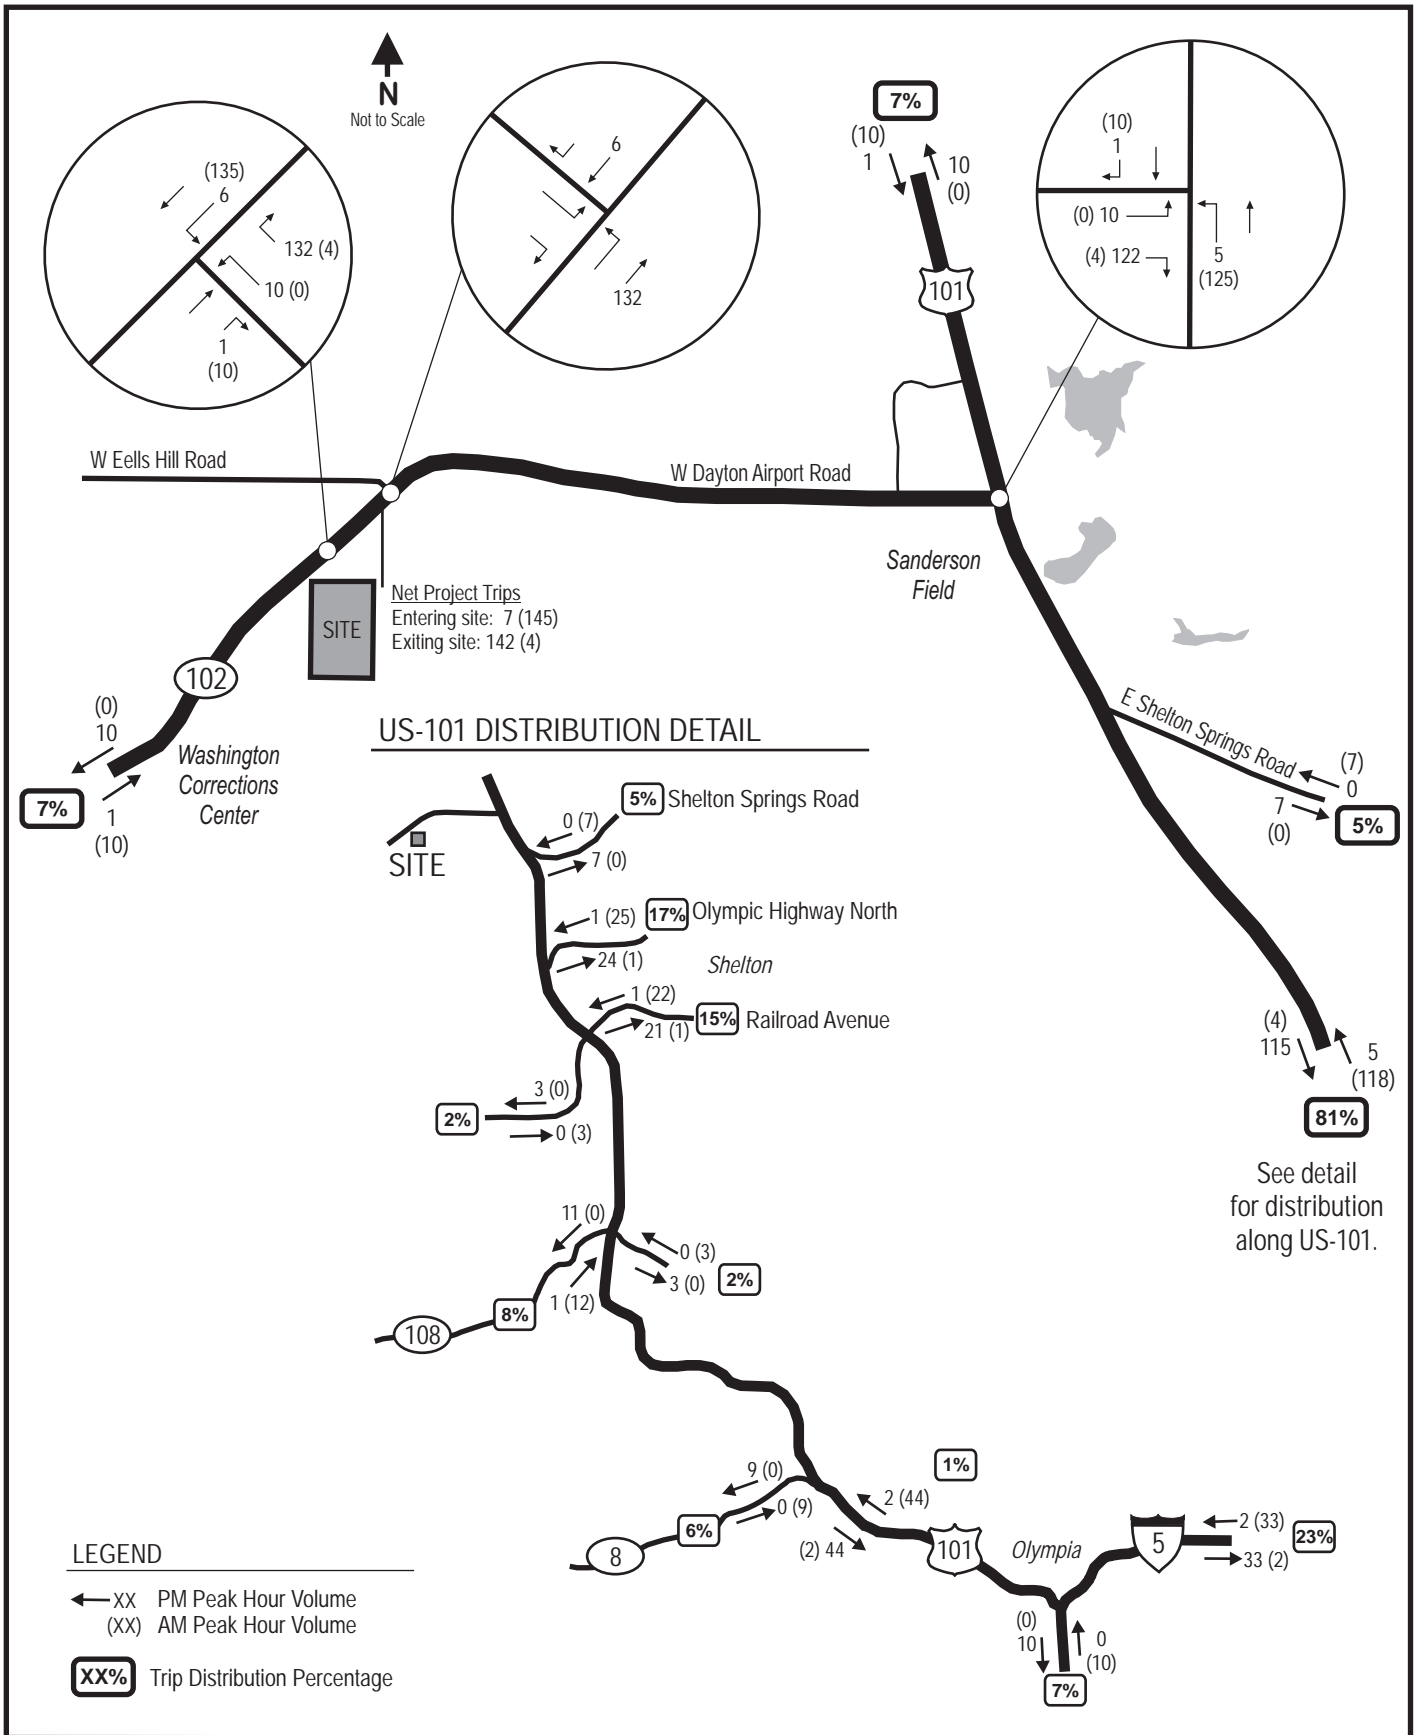 N
Not to Scale
(135)
6
132 (4)
10 (0)
1
(10)
6
132
7%
(10)
1
10
(0)
101
(10)
1
(0) 10
(4) 122
5
(125)
W Eells Hill Road
W Dayton Airport Road
Sanderson
Field
Net Project Trips
Entering site: 7 (145)
Exiting site: 142 (4)
SITE
102
(0)
10
7%
1
(10)
Washington
Corrections
Center
E Shelton Springs Road
(7)
0
7
(0)
5%
(4)
115
5
(118)
81%
See detail
for distribution
along US-101.
US-101 DISTRIBUTION DETAIL
SITE
5% Shelton Springs Road
0 (7)
7 (0)
1 (25)
17% Olympic Highway North
24 (1)
Shelton
1 (22)
21 (1)
15% Railroad Avenue
3 (0)
2%
0 (3)
11 (0)
0 (3)
3 (0)
2%
1 (12)
8%
108
9 (0)
0 (9)
6%
8
1%
2 (44)
(2) 44
101
Olympia
5
2 (33)
23%
33 (2)
(0)
10
0
(10)
7%
LEGEND
XX PM Peak Hour Volume
(XX) AM Peak Hour Volume
XX% Trip Distribution Percentage